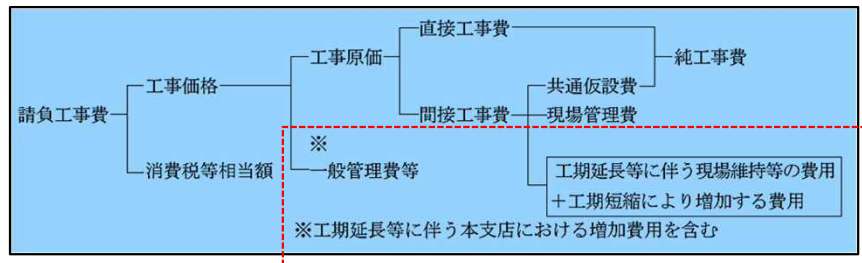 直接工事費
工事原価
純工事費
工事価格
共通仮設費
請負工事費
間接工事費
現場管理費
※
消費税等相当額
一般管理費等
工期延長等に伴う現場維持等の費用
＋工期短縮により増加する費用
※工期延長等に伴う本支店における増加費用を含む